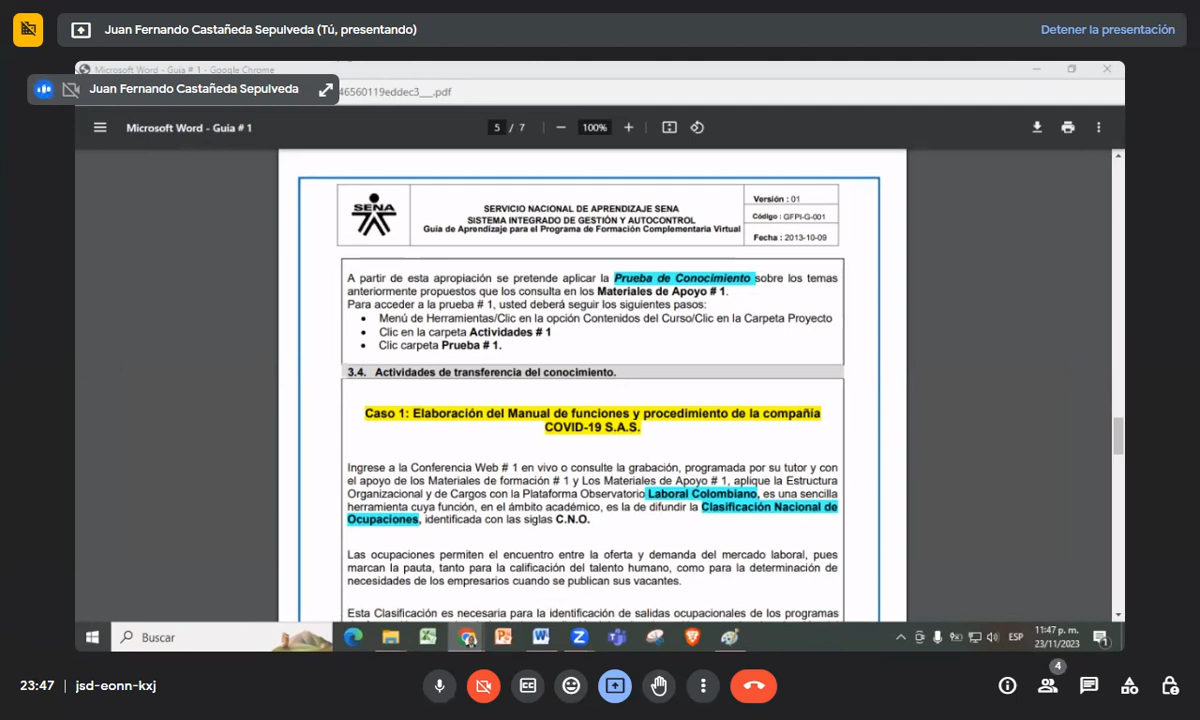 Juan Fernando Castañeda Sepulveda (Tú, presentando)
Detener la presentación
Microsoft Word - Guia # 1 - Google Chrome
Juan Fernando Castañeda Sepulveda
46560119eddec3__.pdf
Microsoft Word - Guia # 1
5 / 7
100%
SENA
SERVICIO NACIONAL DE APRENDIZAJE SENA
SISTEMA INTEGRADO DE GESTIÓN Y AUTOCONTROL
Guía de Aprendizaje para el Programa de Formación Complementaria Virtual
Versión : 01
Código : GFPI-G-001
Fecha : 2013-10-09
A partir de esta apropiación se pretende aplicar la Prueba de Conocimiento sobre los temas
anteriormente propuestos que los consulta en los Materiales de Apoyo # 1.
Para acceder a la prueba # 1, usted deberá seguir los siguientes pasos:
• Menú de Herramientas/Clic en la opción Contenidos del Curso/Clic en la Carpeta Proyecto
• Clic en la carpeta Actividades # 1
• Clic carpeta Prueba # 1.
3.4. Actividades de transferencia del conocimiento.
Caso 1: Elaboración del Manual de funciones y procedimiento de la compañía
COVID-19 S.A.S.
Ingrese a la Conferencia Web # 1 en vivo o consulte la grabación, programada por su tutor y con
el apoyo de los Materiales de formación # 1 y Los Materiales de Apoyo # 1, aplique la Estructura
Organizacional y de Cargos con la Plataforma Observatorio Laboral Colombiano, es una sencilla
herramienta cuya función, en el ámbito académico, es la de difundir la Clasificación Nacional de
Ocupaciones, identificada con las siglas C.N.O.
Las ocupaciones permiten el encuentro entre la oferta y demanda del mercado laboral, pues
marcan la pauta, tanto para la calificación del talento humano, como para la determinación de
necesidades de los empresarios cuando se publican sus vacantes.
Esta Clasificación es necesaria para la identificación de salidas ocupacionales de los programas
Buscar
ESP
11:47 p. m.
23/11/2023
1
23:47 | jsd-eonn-kxj
4